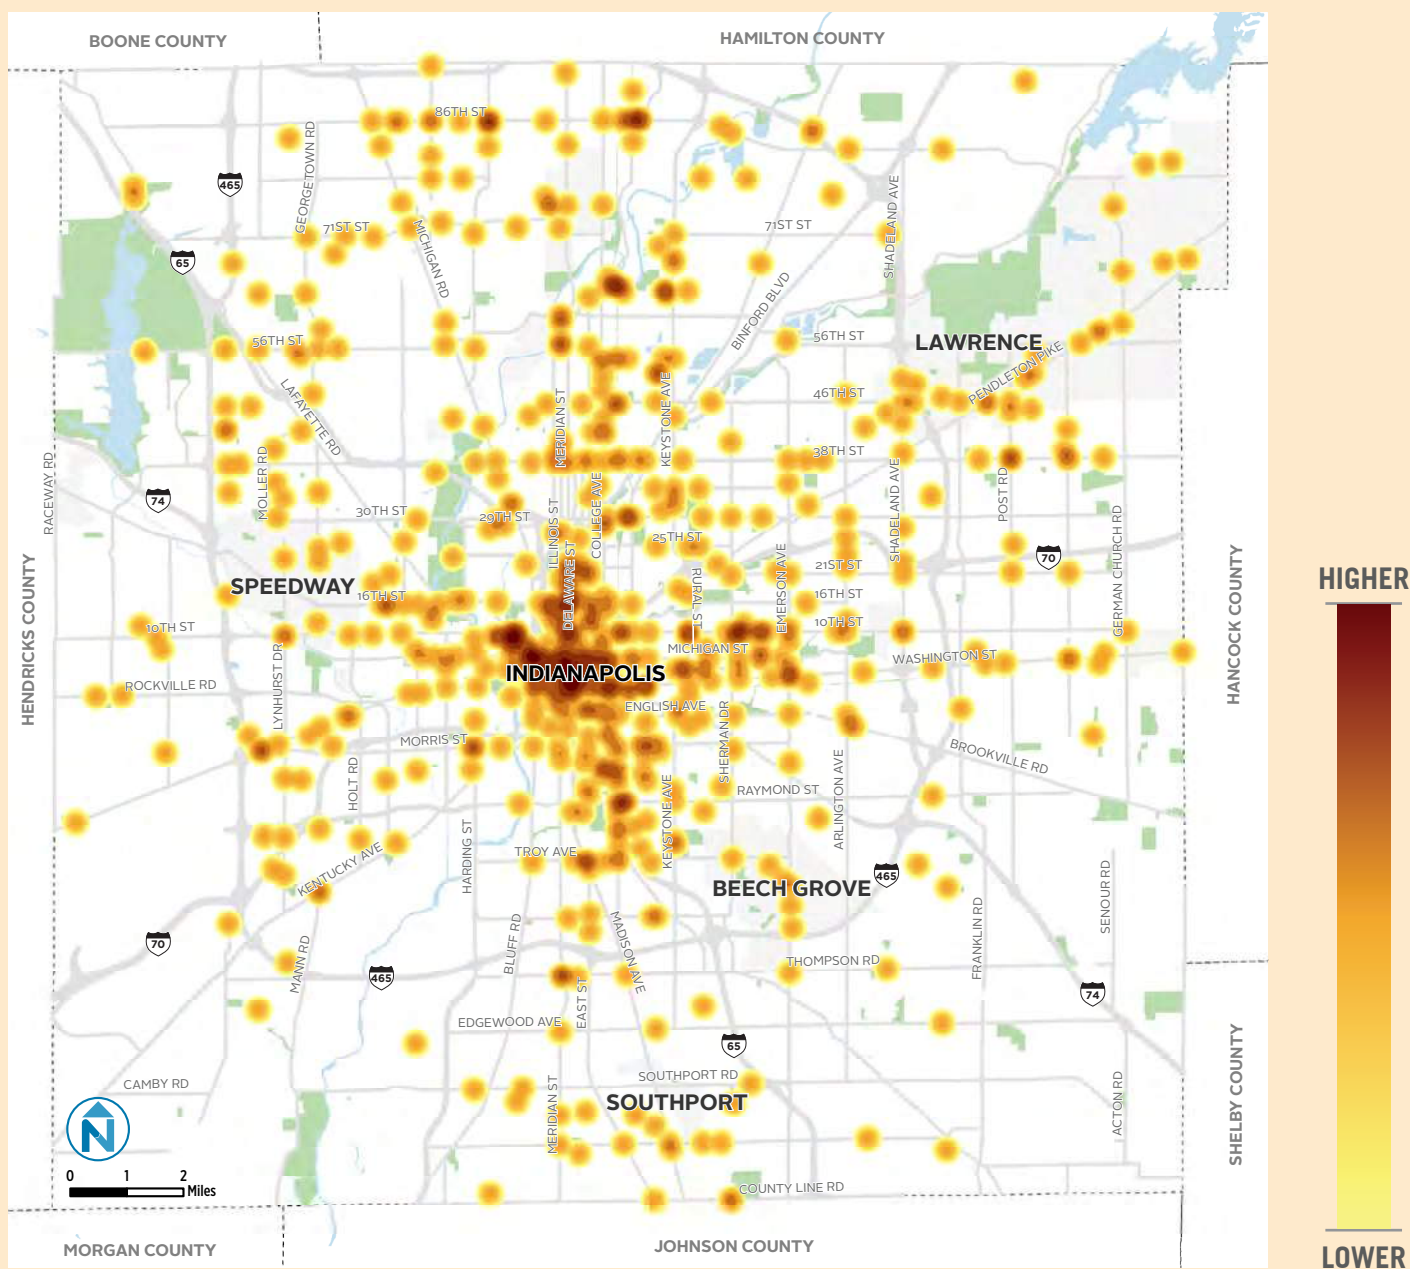 BOONE COUNTY
HAMILTON COUNTY
86TH ST
GEORGETOWN RD
465
SHADELAND AVE
71ST ST
MICHIGAN RD
71ST ST
65
BINFORD BLVD
56TH ST
56TH ST
LAWRENCE
PENDLETON PIKE
LAFAYETTE RD
46TH ST
MERIDIAN ST
KEYSTONE AVE
38TH ST
RACEWAY RD
MOLLER RD
74
30TH ST
29TH ST
ILLINOIS ST
COLLEGE AVE
25TH ST
SHADELAND AVE
POST RD
GERMAN CHURCH RD
70
DELAWARE ST
21ST ST
HIGHER
SPEEDWAY
16TH ST
RURAL ST
EMERSON AVE
16TH ST
HENDRICKS COUNTY
HANCOCK COUNTY
10TH ST
10TH ST
MICHIGAN ST
WASHINGTON ST
INDIANAPOLIS
ROCKVILLE RD
LYNHURST DR
ENGLISH AVE
SHERMAN DR
MORRIS ST
BROOKVILLE RD
HOLT RD
RAYMOND ST
ARLINGTON AVE
KEYSTONE AVE
HARDING ST
TROY AVE
KENTUCKY AVE
BEECH GROVE
465
SENOUR RD
FRANKLIN RD
70
MANN RD
465
BLUFF RD
MADISON AVE
THOMPSON RD
74
EAST ST
EDGEWOOD AVE
65
CAMBY RD
SOUTHPORT RD
SOUTHPORT
MERIDIAN ST
ACTON RD
SHELBY COUNTY
N
0 1 2
Miles
COUNTY LINE RD
MORGAN COUNTY
JOHNSON COUNTY
LOWER